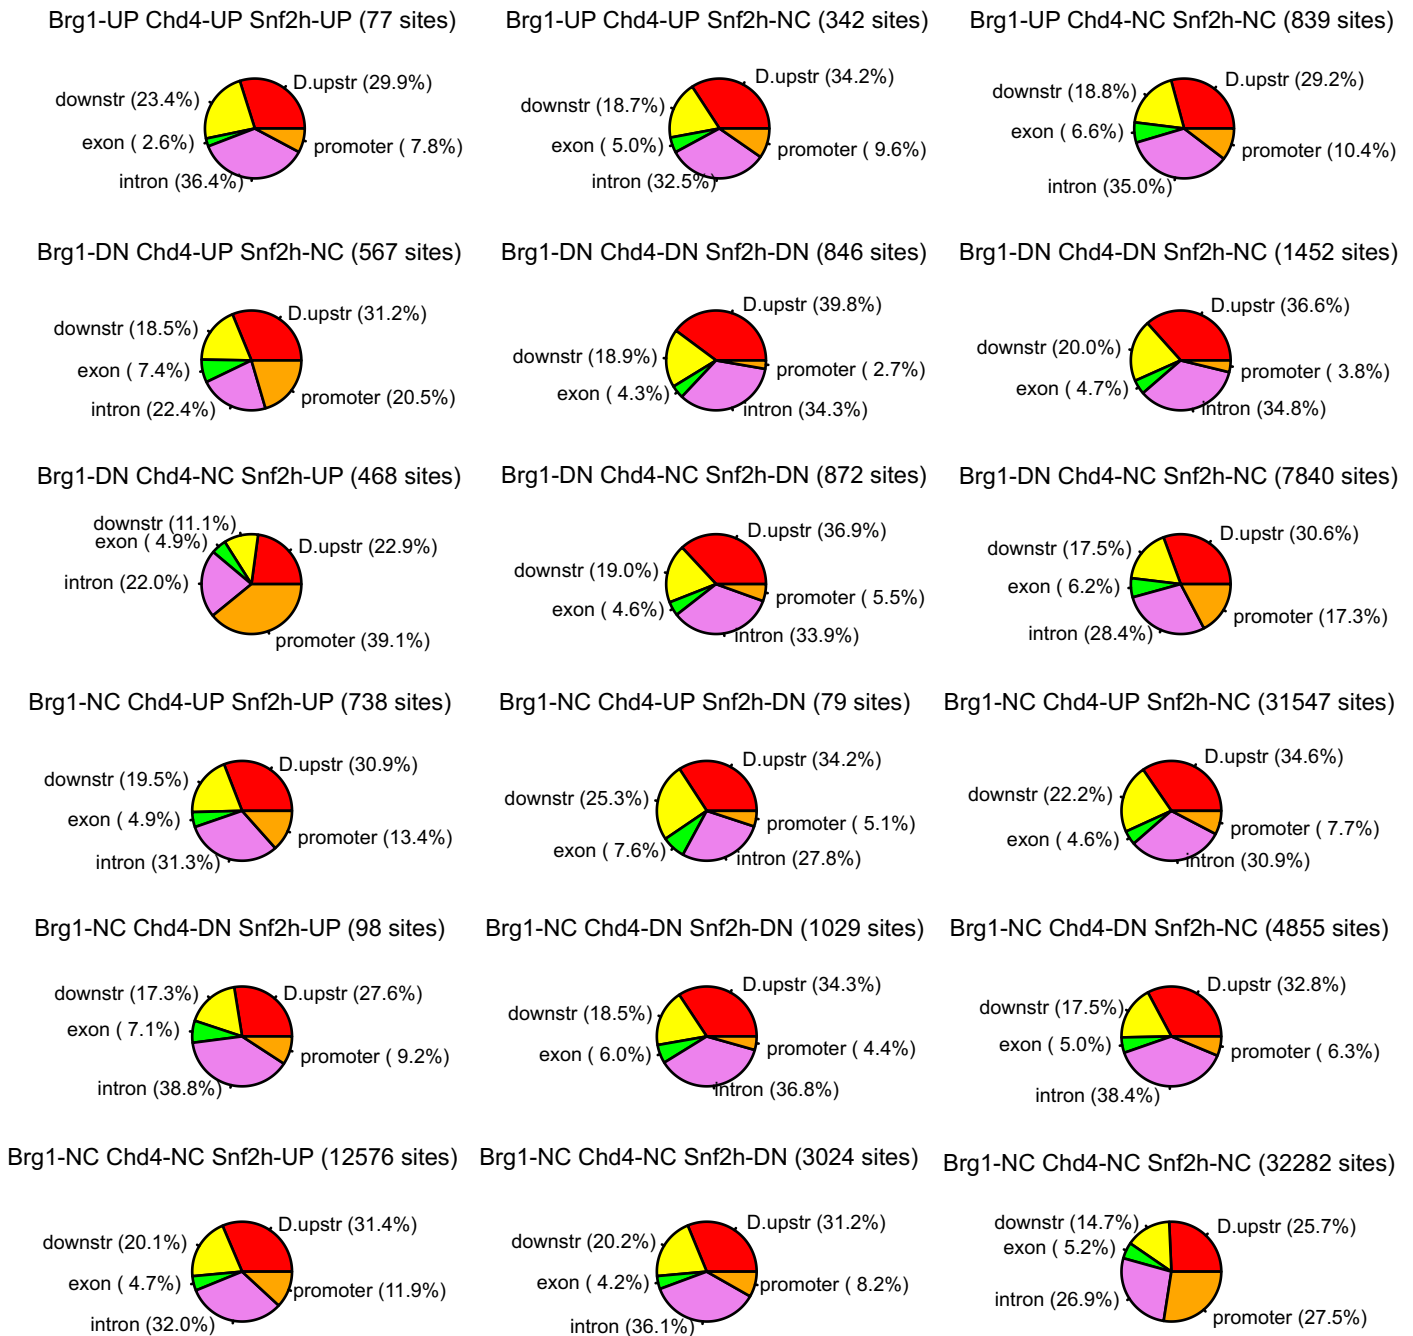 Brg1-UP Chd4-UP Snf2h-UP (77 sites)
D.upstr (29.9%)
downstr (23.4%)
exon ( 2.6%)
promoter ( 7.8%)
intron (36.4%)
Brg1-UP Chd4-UP Snf2h-NC (342 sites)
D.upstr (34.2%)
downstr (18.7%)
exon ( 5.0%)
promoter ( 9.6%)
intron (32.5%)
Brg1-UP Chd4-NC Snf2h-NC (839 sites)
D.upstr (29.2%)
downstr (18.8%)
exon ( 6.6%)
promoter (10.4%)
intron (35.0%)
Brg1-DN Chd4-UP Snf2h-NC (567 sites)
D.upstr (31.2%)
downstr (18.5%)
exon ( 7.4%)
promoter (20.5%)
intron (22.4%)
Brg1-DN Chd4-DN Snf2h-DN (846 sites)
D.upstr (39.8%)
downstr (18.9%)
promoter ( 2.7%)
exon ( 4.3%)
intron (34.3%)
Brg1-DN Chd4-DN Snf2h-NC (1452 sites)
D.upstr (36.6%)
downstr (20.0%)
promoter ( 3.8%)
exon ( 4.7%)
intron (34.8%)
Brg1-DN Chd4-NC Snf2h-UP (468 sites)
downstr (11.1%)
exon ( 4.9%)
D.upstr (22.9%)
intron (22.0%)
promoter (39.1%)
Brg1-DN Chd4-NC Snf2h-DN (872 sites)
D.upstr (36.9%)
downstr (19.0%)
promoter ( 5.5%)
exon ( 4.6%)
intron (33.9%)
Brg1-DN Chd4-NC Snf2h-NC (7840 sites)
D.upstr (30.6%)
downstr (17.5%)
exon ( 6.2%)
promoter (17.3%)
intron (28.4%)
Brg1-NC Chd4-UP Snf2h-UP (738 sites)
D.upstr (30.9%)
downstr (19.5%)
exon ( 4.9%)
promoter (13.4%)
intron (31.3%)
Brg1-NC Chd4-UP Snf2h-DN (79 sites)
D.upstr (34.2%)
downstr (25.3%)
promoter ( 5.1%)
exon ( 7.6%)
intron (27.8%)
Brg1-NC Chd4-UP Snf2h-NC (31547 sites)
D.upstr (34.6%)
downstr (22.2%)
promoter ( 7.7%)
exon ( 4.6%)
intron (30.9%)
Brg1-NC Chd4-DN Snf2h-UP (98 sites)
downstr (17.3%)
D.upstr (27.6%)
exon ( 7.1%)
promoter ( 9.2%)
intron (38.8%)
Brg1-NC Chd4-DN Snf2h-DN (1029 sites)
D.upstr (34.3%)
downstr (18.5%)
promoter ( 4.4%)
exon ( 6.0%)
intron (36.8%)
Brg1-NC Chd4-DN Snf2h-NC (4855 sites)
D.upstr (32.8%)
downstr (17.5%)
exon ( 5.0%)
promoter ( 6.3%)
intron (38.4%)
Brg1-NC Chd4-NC Snf2h-UP (12576 sites)
D.upstr (31.4%)
downstr (20.1%)
exon ( 4.7%)
promoter (11.9%)
intron (32.0%)
Brg1-NC Chd4-NC Snf2h-DN (3024 sites)
D.upstr (31.2%)
downstr (20.2%)
exon ( 4.2%)
promoter ( 8.2%)
intron (36.1%)
Brg1-NC Chd4-NC Snf2h-NC (32282 sites)
downstr (14.7%)
D.upstr (25.7%)
exon ( 5.2%)
intron (26.9%)
promoter (27.5%)